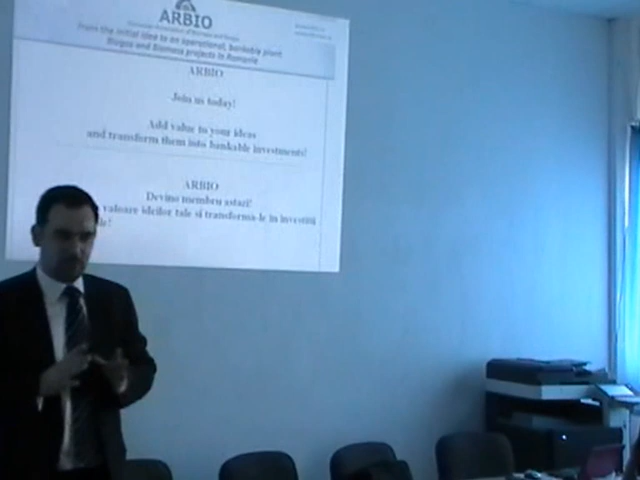 ARBIO
From the initial idea to an operational, bankable plant
Biogas and Biomass projects in Romania
ARBIO
Join us today!
Add value to your ideas
and transform them into bankable investments!
ARBIO
Devino membru astazi!
valoare ideilor tale si transforma-le in investitii